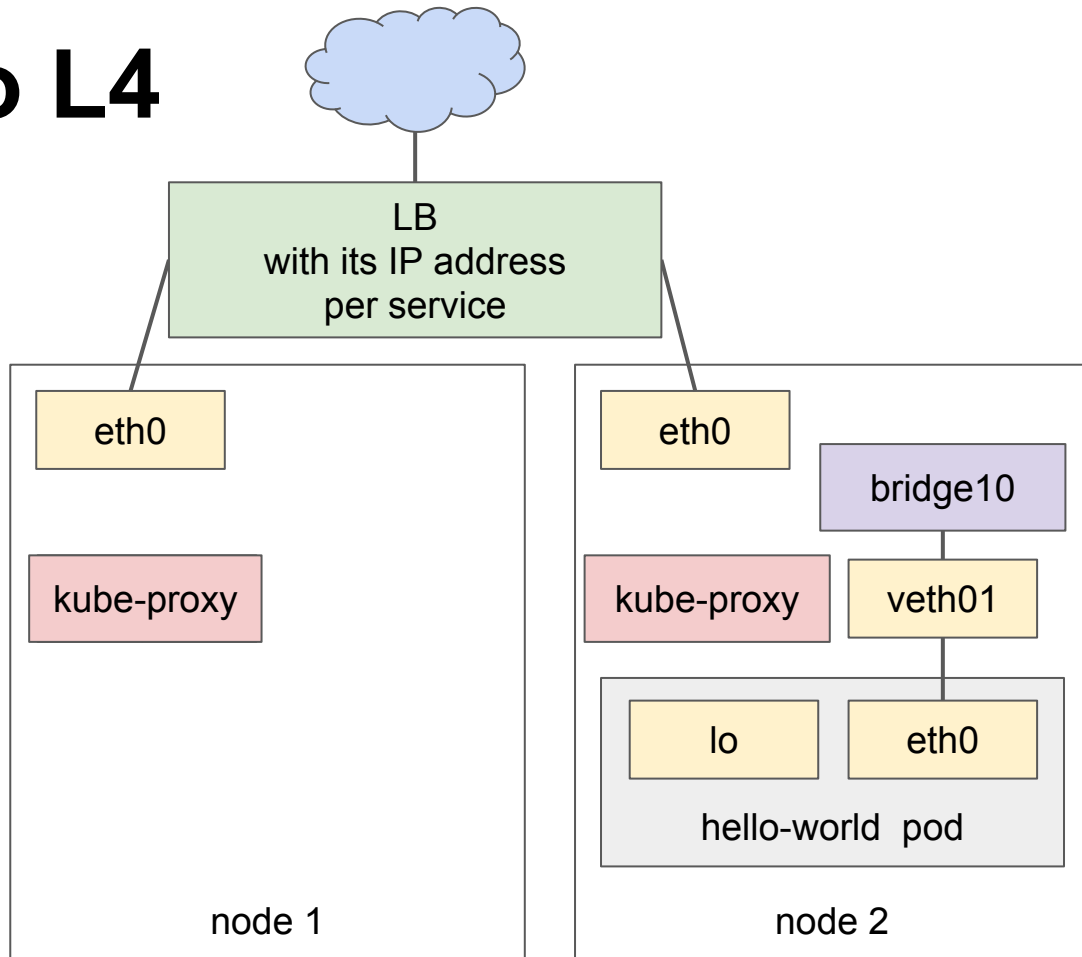 o L4
LB
with its IP address
per service
eth0
eth0
bridge10
kube-proxy
kube-proxy
veth01
lo
eth0
hello-world pod
node 1
node 2